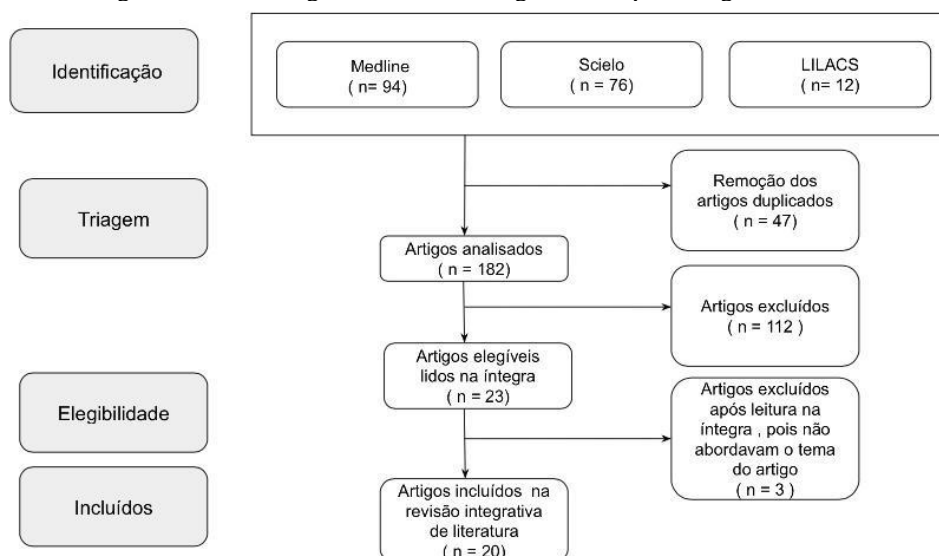 Identificação
Medline
( n= 94)
Scielo
( n = 76)
LILACS
( n= 12)
Triagem
Remoção dos
artigos duplicados
( n = 47)
Artigos analisados
( n = 182)
Artigos excluídos
( n = 112 )
Elegibilidade
Artigos elegíveis
lidos na íntegra
( n = 23)
Artigos excluídos
após leitura na
íntegra , pois não
abordavam o tema
do artigo
( n = 3 )
Incluídos
Artigos incluídos na
revisão integrativa
de literatura
( n = 20)